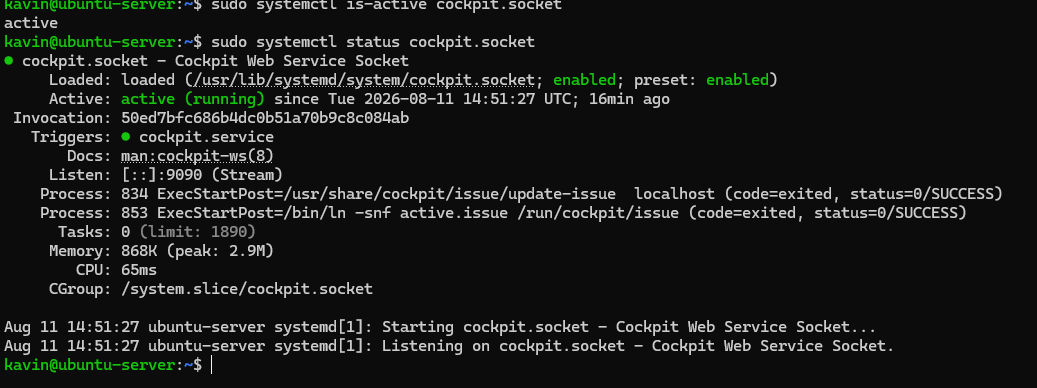 kavin@ubuntu-server:~$ sudo systemctl is-active cockpit.socket
active
kavin@ubuntu-server:~$ sudo systemctl status cockpit.socket
● cockpit.socket - Cockpit Web Service Socket
     Loaded: loaded (/usr/lib/systemd/system/cockpit.socket; enabled; preset: enabled)
     Active: active (running) since Tue 2026-08-11 14:51:27 UTC; 16min ago
 Invocation: 50ed7bfc686b4dc0b51a70b9c8c084ab
   Triggers: ● cockpit.service
       Docs: man:cockpit-ws(8)
     Listen: [::]:9090 (Stream)
    Process: 834 ExecStartPost=/usr/share/cockpit/issue/update-issue  localhost (code=exited, status=0/SUCCESS)
    Process: 853 ExecStartPost=/bin/ln -snf active.issue /run/cockpit/issue (code=exited, status=0/SUCCESS)
      Tasks: 0 (limit: 1890)
     Memory: 868K (peak: 2.9M)
        CPU: 65ms
     CGroup: /system.slice/cockpit.socket

Aug 11 14:51:27 ubuntu-server systemd[1]: Starting cockpit.socket - Cockpit Web Service Socket...
Aug 11 14:51:27 ubuntu-server systemd[1]: Listening on cockpit.socket - Cockpit Web Service Socket.
kavin@ubuntu-server:~$